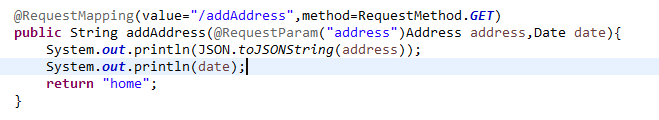 @RequestMapping(value="/addAddress",method=RequestMethod.GET)
public String addAddress(@RequestParam("address")Address address,Date date){
    System.out.println(JSON.toJSONString(address));
    System.out.println(date);
    return "home";
}